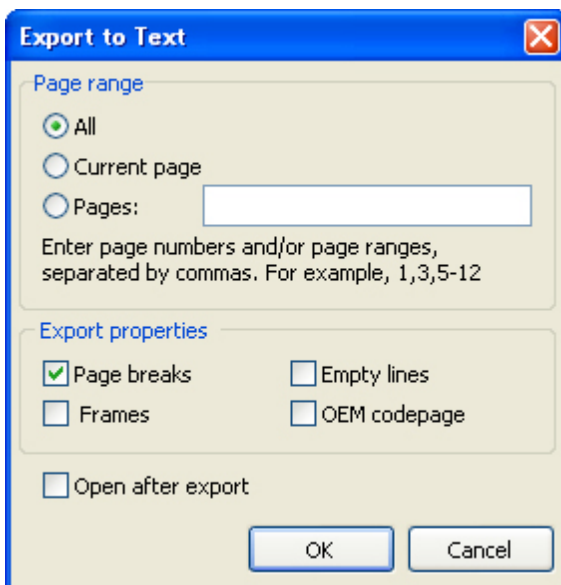 Export to Text
Page range
All
Current page
Pages:
Enter page numbers and/or page ranges,
separated by commas. For example, 1,3,5-12
Export properties
Page breaks
Empty lines
Frames
OEM codepage
Open after export
OK
Cancel